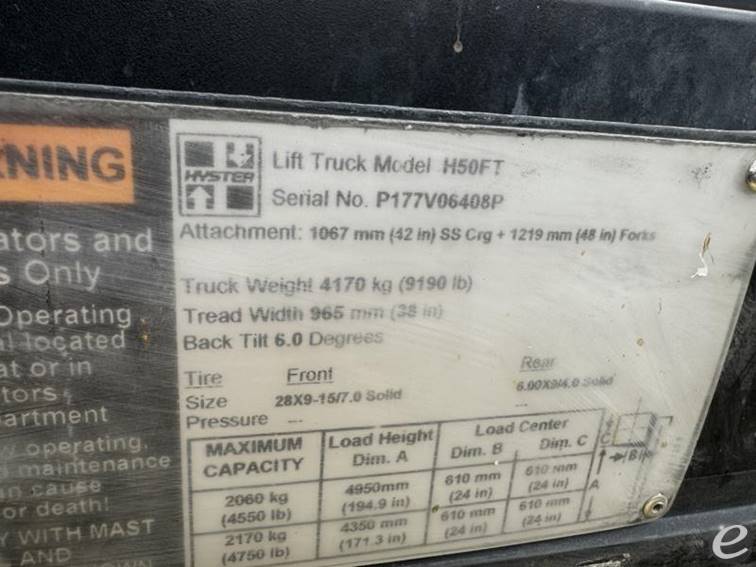 NING
ators and
s Only
Operating
al located
at or in
tors,
artment
operating,
maintenance
an cause
or death!
Y WITH MAST
AND
HYSTER
Lift Truck Model H50FT
Serial No. P177V06408P
Attachment: 1067 mm (42 in) SS Crg + 1219 mm (48 in) Forks
Truck Weight 4170 kg (9190 lb)
Tread Width 965 mm (38 in)
Back Tilt 6.0 Degrees
Tire Front Rear
Size 28X9-15/7.0 Solid 6.00X9/4.0 Solid
Pressure --- ---
MAXIMUM CAPACITY Load Height Dim. A Load Center Dim. B Dim. C
2060 kg 4950mm 610 mm 610 mm
(4550 lb) (194.9 in) (24 in) (24 in)
2170 kg 4350 mm 610 mm 610 mm
(4750 lb) (171.3 in) (24 in) (24 in)
C
B
A
e